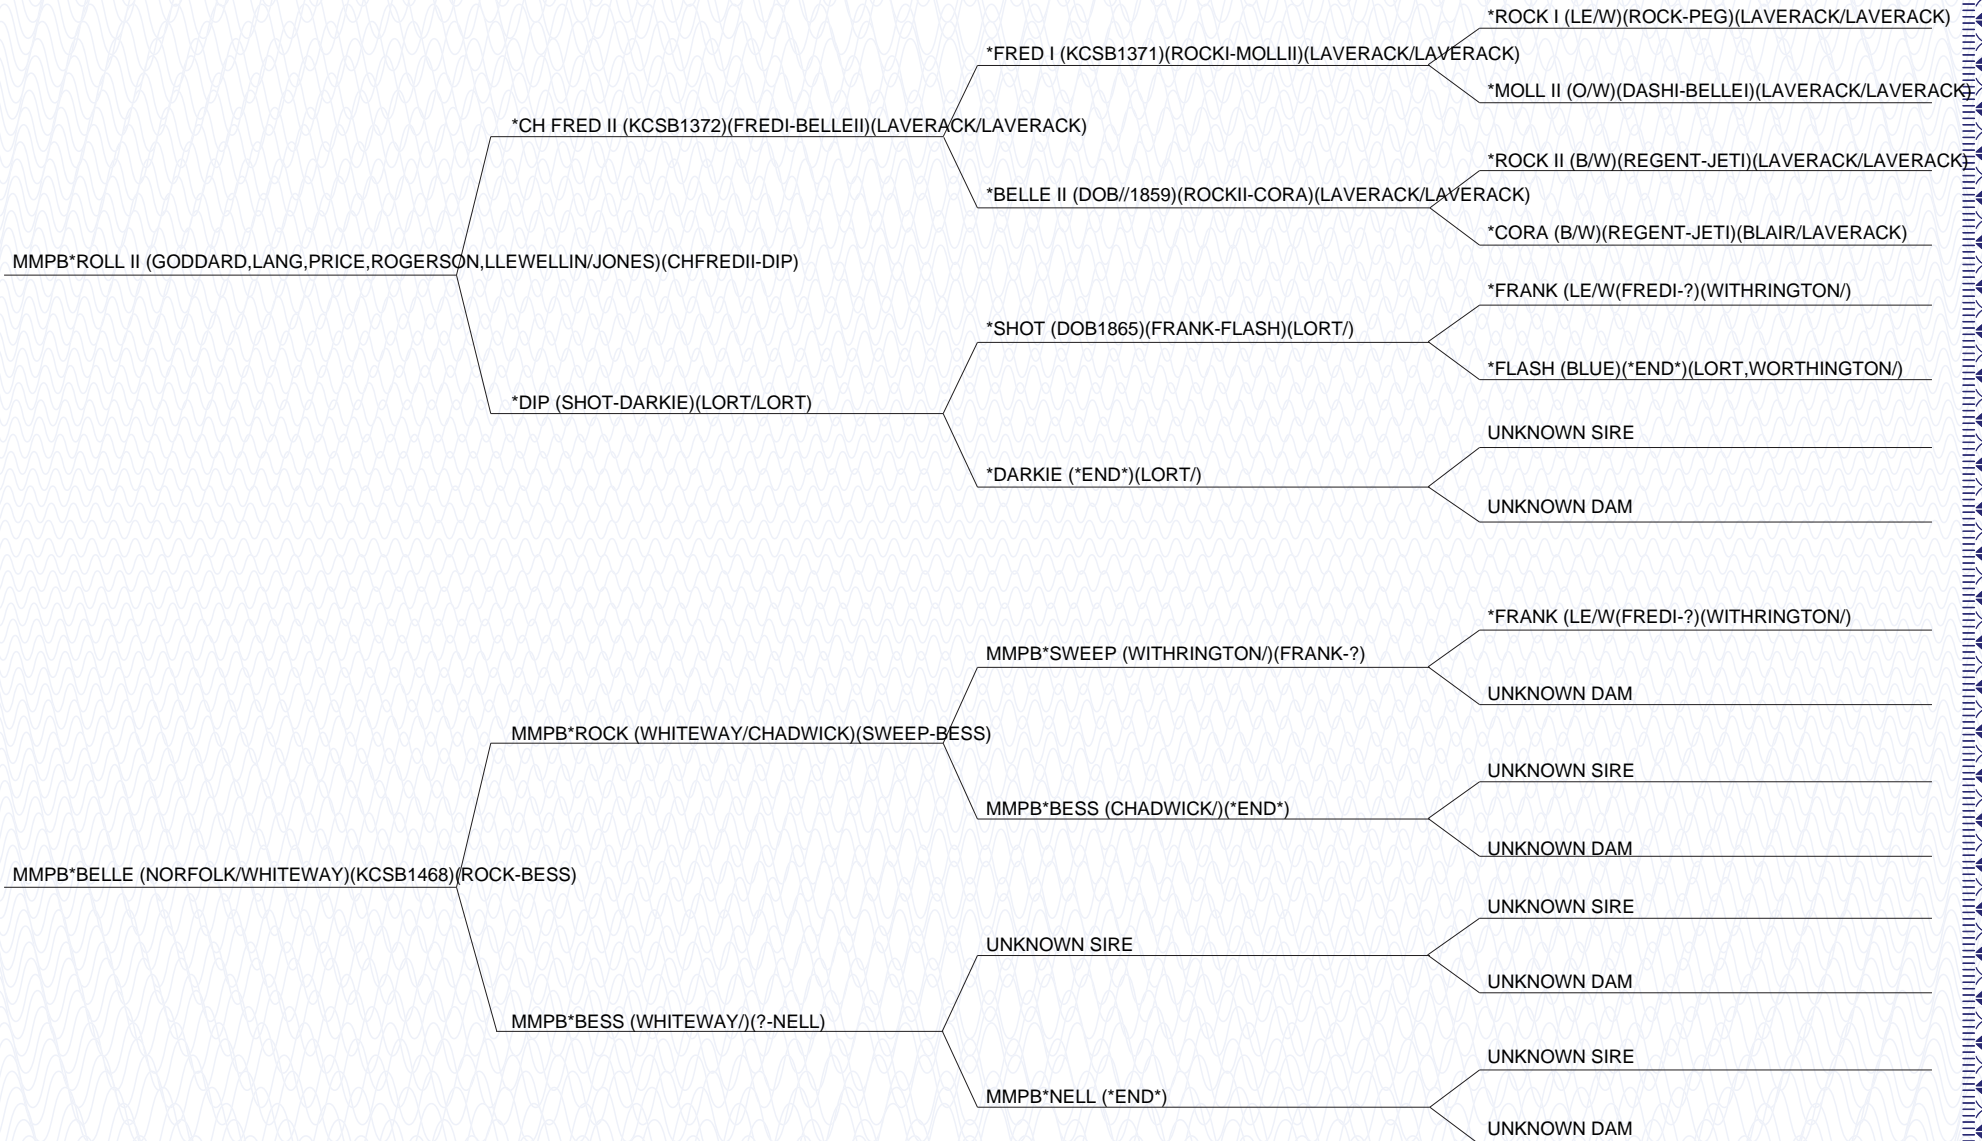 *ROCK I (LE/W)(ROCK-PEG)(LAVERACK/LAVERACK)
*FRED I (KCSB1371)(ROCKI-MOLLII)(LAVERACK/LAVERACK)
*MOLL II (O/W)(DASHI-BELLEI)(LAVERACK/LAVERACK)
*CH FRED II (KCSB1372)(FREDI-BELLEII)(LAVERACK/LAVERACK)
*ROCK II (B/W)(REGENT-JETI)(LAVERACK/LAVERACK)
*BELLE II (DOB//1859)(ROCKII-CORA)(LAVERACK/LAVERACK)
*CORA (B/W)(REGENT-JETI)(BLAIR/LAVERACK)
MMPB*ROLL II (GODDARD,LANG,PRICE,ROGERSON,LLEWELLIN/JONES)(CHFREDII-DIP)
*FRANK (LE/W(FREDI-?)(WITHRINGTON/)
*SHOT (DOB1865)(FRANK-FLASH)(LORT/)
*FLASH (BLUE)(*END*)(LORT,WORTHINGTON/)
*DIP (SHOT-DARKIE)(LORT/LORT)
UNKNOWN SIRE
*DARKIE (*END*)(LORT/)
UNKNOWN DAM
*FRANK (LE/W(FREDI-?)(WITHRINGTON/)
MMPB*SWEEP (WITHRINGTON/)(FRANK-?)
UNKNOWN DAM
MMPB*ROCK (WHITEWAY/CHADWICK)(SWEEP-BESS)
UNKNOWN SIRE
MMPB*BESS (CHADWICK/)(*END*)
UNKNOWN DAM
MMPB*BELLE (NORFOLK/WHITEWAY)(KCSB1468)(ROCK-BESS)
UNKNOWN SIRE
UNKNOWN SIRE
UNKNOWN DAM
MMPB*BESS (WHITEWAY/)(?-NELL)
UNKNOWN SIRE
MMPB*NELL (*END*)
UNKNOWN DAM